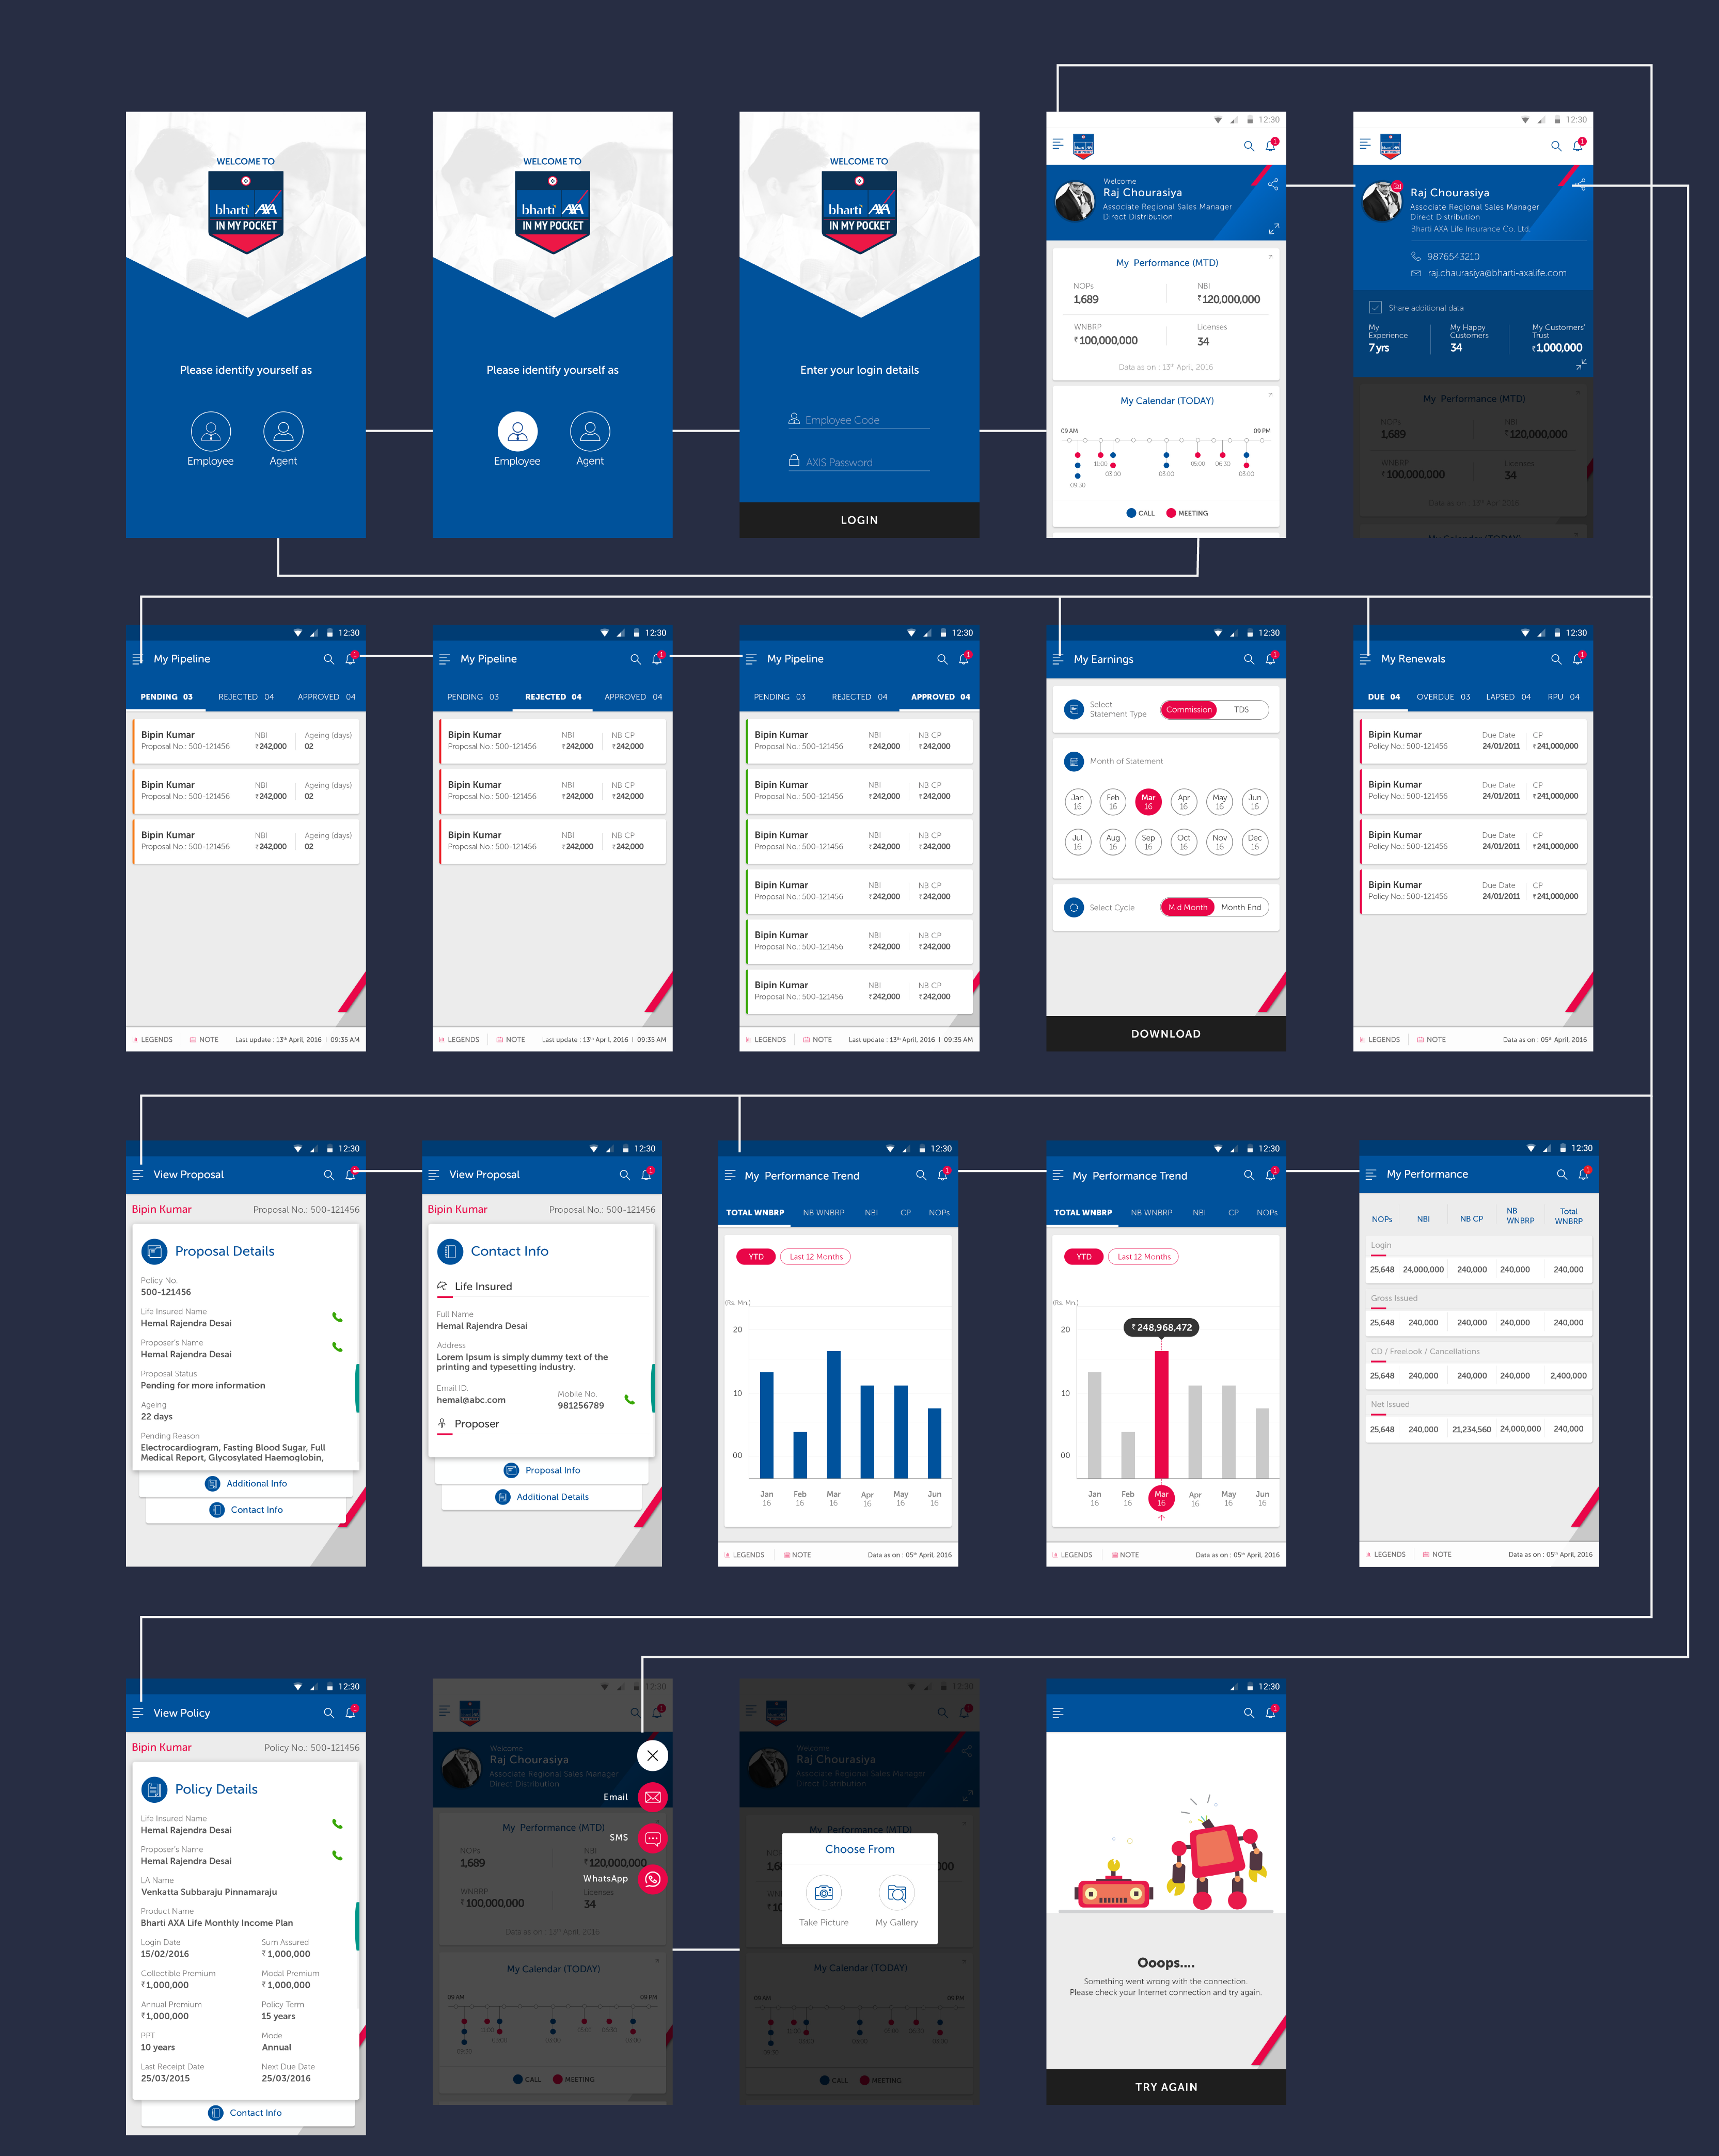 WELCOME TO
bharti AXA
IN MY POCKET
Please identify yourself as
Employee Agent
WELCOME TO
bharti AXA
IN MY POCKET
Please identify yourself as
Employee Agent
WELCOME TO
bharti AXA
IN MY POCKET
Enter your login details
Employee Code
AXIS Password
LOGIN
12:30
1
Welcome
Raj Chourasiya
Associate Regional Sales Manager
Direct Distribution
My Performance (MTD)
NOPs NBI
1,689 ₹120,000,000
WNBRP Licenses
₹100,000,000 34
Data as on : 13th April, 2016
My Calendar (TODAY)
09 AM 09 PM
11:00 03:00 03:00 05:00 06:30 03:00
09:30
CALL MEETING
12:30
1
Raj Chourasiya
Associate Regional Sales Manager
Direct Distribution
Bharti AXA Life Insurance Co. Ltd.
9876543210
raj.chaurasiya@bharti-axalife.com
Share additional data
My Experience My Happy Customers My Customers' Trust
7 yrs 34 ₹1,000,000
My Performance (MTD)
NOPs NBI
1,689 ₹120,000,000
WNBRP Licenses
₹100,000,000 34
My Calendar (TODAY)
12:30
My Pipeline 1
PENDING 03 REJECTED 04 APPROVED 04
Bipin Kumar NBI Ageing (days)
Proposal No.: 500-121456 ₹242,000 02
Bipin Kumar NBI Ageing (days)
Proposal No.: 500-121456 ₹242,000 02
Bipin Kumar NBI Ageing (days)
Proposal No.: 500-121456 ₹242,000 02
LEGENDS NOTE Last update : 13th April, 2016 | 09:35 AM
12:30
My Pipeline 1
PENDING 03 REJECTED 04 APPROVED 04
Bipin Kumar NBI NB CP
Proposal No.: 500-121456 ₹242,000 ₹242,000
Bipin Kumar NBI NB CP
Proposal No.: 500-121456 ₹242,000 ₹242,000
Bipin Kumar NBI NB CP
Proposal No.: 500-121456 ₹242,000 ₹242,000
LEGENDS NOTE Last update : 13th April, 2016 | 09:35 AM
12:30
My Pipeline 1
PENDING 03 REJECTED 04 APPROVED 04
Bipin Kumar NBI NB CP
Proposal No.: 500-121456 ₹242,000 ₹242,000
Bipin Kumar NBI NB CP
Proposal No.: 500-121456 ₹242,000 ₹242,000
Bipin Kumar NBI NB CP
Proposal No.: 500-121456 ₹242,000 ₹242,000
Bipin Kumar NBI NB CP
Proposal No.: 500-121456 ₹242,000 ₹242,000
Bipin Kumar NBI NB CP
Proposal No.: 500-121456 ₹242,000 ₹242,000
Bipin Kumar NBI NB CP
Proposal No.: 500-121456 ₹242,000 ₹242,000
LEGENDS NOTE Last update : 13th April, 2016 | 09:35 AM
12:30
My Earnings 1
Select
Statement Type Commission TDS
Month of Statement
Jan 16 Feb 16 Mar 16 Apr 16 May 16 Jun 16
Jul 16 Aug 16 Sep 16 Oct 16 Nov 16 Dec 16
Select Cycle Mid Month Month End
DOWNLOAD
12:30
My Renewals 1
DUE 04 OVERDUE 03 LAPSED 04 RPU 04
Bipin Kumar Due Date CP
Policy No.: 500-121456 24/01/2011 ₹241,000,000
Bipin Kumar Due Date CP
Policy No.: 500-121456 24/01/2011 ₹241,000,000
Bipin Kumar Due Date CP
Policy No.: 500-121456 24/01/2011 ₹241,000,000
Bipin Kumar Due Date CP
Policy No.: 500-121456 24/01/2011 ₹241,000,000
LEGENDS NOTE Data as on : 05th April, 2016
12:30
View Proposal
Bipin Kumar Proposal No.: 500-121456
Proposal Details
Policy No.
500-121456
Life Insured Name
Hemal Rajendra Desai
Proposer's Name
Hemal Rajendra Desai
Proposal Status
Pending for more information
Ageing
22 days
Pending Reason
Electrocardiogram, Fasting Blood Sugar, Full
Medical Report, Glycosylated Haemoglobin,
Additional Info
Contact Info
12:30
View Proposal 1
Bipin Kumar Proposal No.: 500-121456
Contact Info
Life Insured
Full Name
Hemal Rajendra Desai
Address
Lorem Ipsum is simply dummy text of the
printing and typesetting industry.
Email ID. Mobile No.
hemal@abc.com 981256789
Proposer
Proposal Info
Additional Details
12:30
My Performance Trend 1
TOTAL WNBRP NB WNBRP NBI CP NOPs
YTD Last 12 Months
(Rs. Mn.)
20
10
00
Jan 16 Feb 16 Mar 16 Apr 16 May 16 Jun 16
LEGENDS NOTE Data as on : 05th April, 2016
12:30
My Performance Trend 1
TOTAL WNBRP NB WNBRP NBI CP NOPs
YTD Last 12 Months
(Rs. Mn.)
20
₹ 248,968,472
10
00
Jan 16 Feb 16 Mar 16 Apr 16 May 16 Jun 16
LEGENDS NOTE Data as on : 05th April, 2016
12:30
My Performance 1
NOPs NBI NB CP NB WNBRP Total WNBRP
Login
25,648 24,000,000 240,000 240,000 240,000
Gross Issued
25,648 240,000 240,000 240,000 240,000
CD / Freelook / Cancellations
25,648 240,000 240,000 240,000 2,400,000
Net Issued
25,648 240,000 21,234,560 24,000,000 240,000
LEGENDS NOTE Data as on : 05th April, 2016
12:30
View Policy 1
Bipin Kumar Policy No.: 500-121456
Policy Details
Life Insured Name
Hemal Rajendra Desai
Proposer's Name
Hemal Rajendra Desai
LA Name
Venkatta Subbaraju Pinnamaraju
Product Name
Bharti AXA Life Monthly Income Plan
Login Date Sum Assured
15/02/2016 ₹ 1,000,000
Collectible Premium Modal Premium
₹1,000,000 ₹ 1,000,000
Annual Premium Policy Term
₹1,000,000 15 years
PPT Mode
10 years Annual
Last Receipt Date Next Due Date
25/03/2015 25/03/2016
Contact Info
12:30
1
Welcome
Raj Chourasiya
Associate Regional Sales Manager
Direct Distribution
Email
SMS
WhatsApp
My Performance (MTD)
NOPs NBI
1,689 ₹120,000,000
WNBRP Licenses
₹100,000,000 34
Data as on : 13th April, 2016
My Calendar (TODAY)
09 AM 09 PM
CALL MEETING
12:30
1
Welcome
Raj Chourasiya
Associate Regional Sales Manager
Direct Distribution
My Performance (MTD)
Choose From
Take Picture My Gallery
My Calendar (TODAY)
09 AM 09 PM
CALL MEETING
12:30
1
Ooops....
Something went wrong with the connection.
Please check your Internet connection and try again.
TRY AGAIN